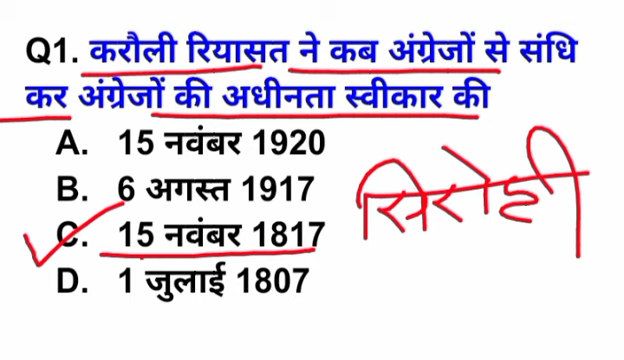 Q1. करौली रियासत ने कब अंग्रेजों से संधि
कर अंग्रेजों की अधीनता स्वीकार की
A. 15 नवंबर 1920
B. 6 अगस्त 1917
C. 15 नवंबर 1817
D. 1 जुलाई 1807
सिरोही